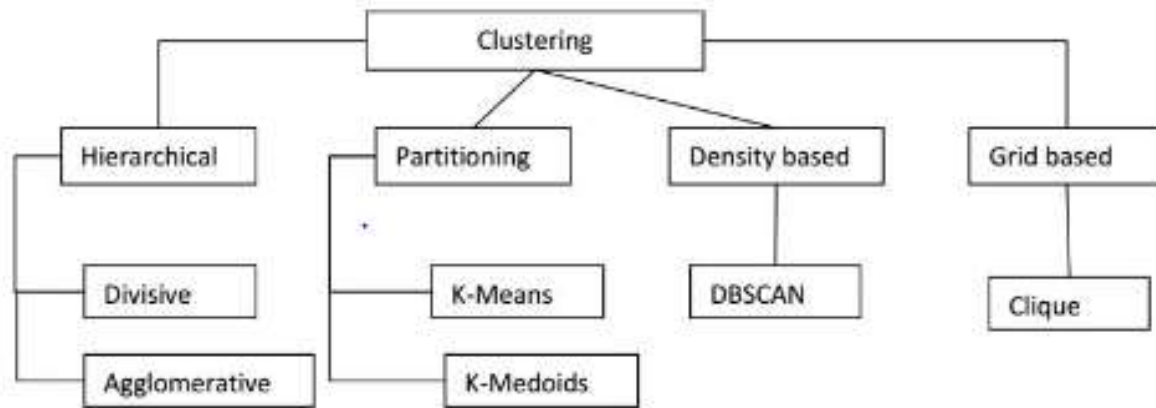 Clustering
Hierarchical
Partitioning
Density based
Grid based
Divisive
K-Means
DBSCAN
Clique
Agglomerative
K-Medoids